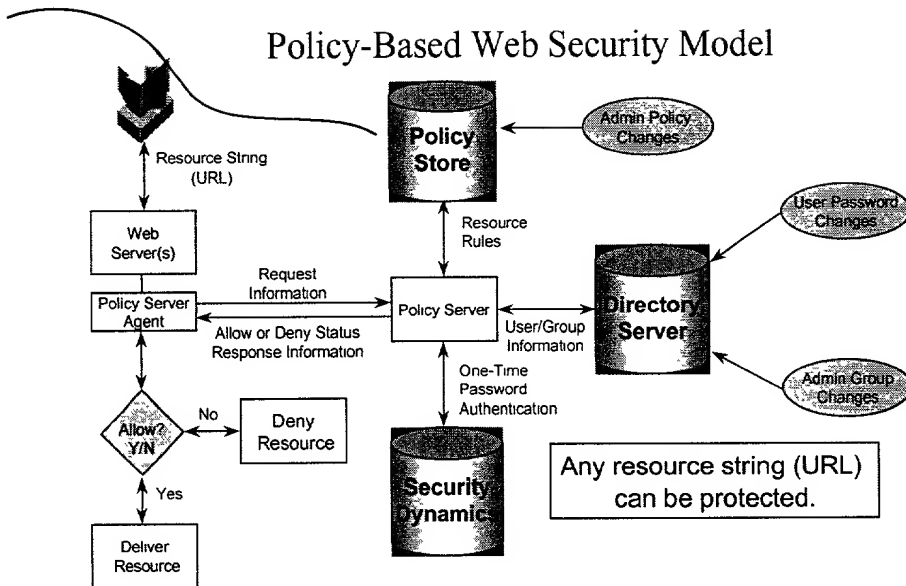 Policy-Based Web Security Model
Policy
Store
Admin Policy
Changes
Resource String
(URL)
User Password
Changes
Web
Server(s)
Resource
Rules
Request
Information
Policy Server
Agent
Policy Server
Directory
Server
Allow or Deny Status
Response Information
User/Group
Information
One-Time
Password
Authentication
Admin Group
Changes
Allow?
Y/N
No
Deny
Resource
Yes
Security
Dynamics
Any resource string (URL)
can be protected.
Deliver
Resource